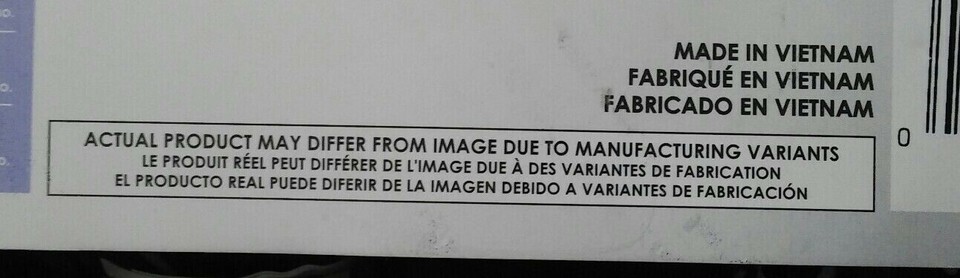 MADE IN VIETNAM
FABRIQUÉ EN VIETNAM
FABRICADO EN VIETNAM
ACTUAL PRODUCT MAY DIFFER FROM IMAGE DUE TO MANUFACTURING VARIANTS
LE PRODUIT RÉEL PEUT DIFFÉRER DE L'IMAGE DUE À DES VARIANTES DE FABRICATION
EL PRODUCTO REAL PUEDE DIFERIR DE LA IMAGEN DEBIDO A VARIANTES DE FABRICACIÓN
0